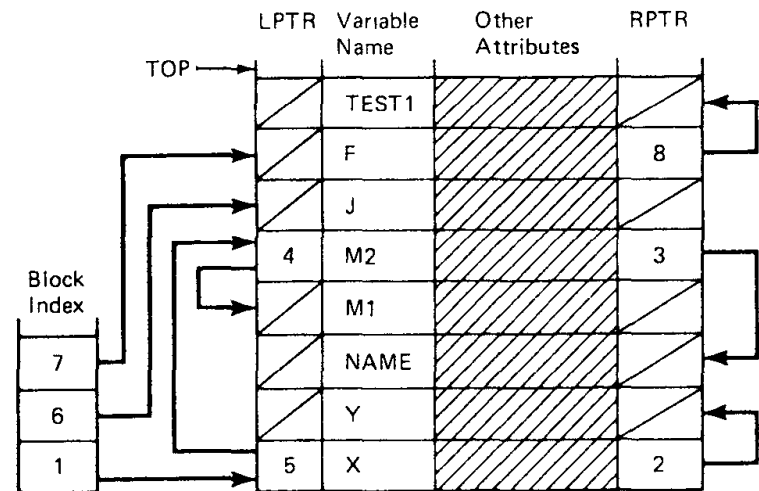 LPTR Variable Name Other Attributes RPTR
TOP
TEST1
F 8
J
4 M2 3
M1
NAME
Y
5 X 2
Block Index
7
6
1